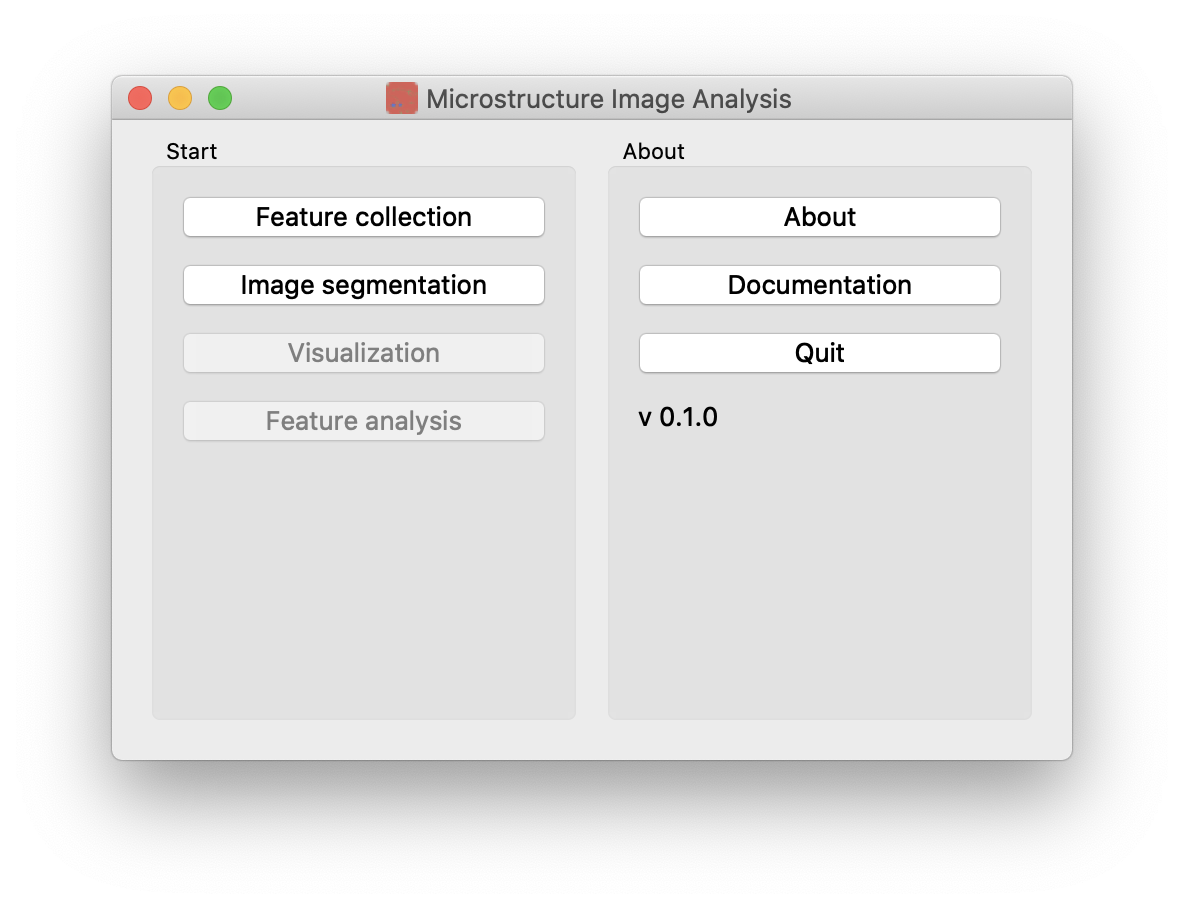 Microstructure Image Analysis
Start
Feature collection
Image segmentation
Visualization
Feature analysis
About
About
Documentation
Quit
v 0.1.0